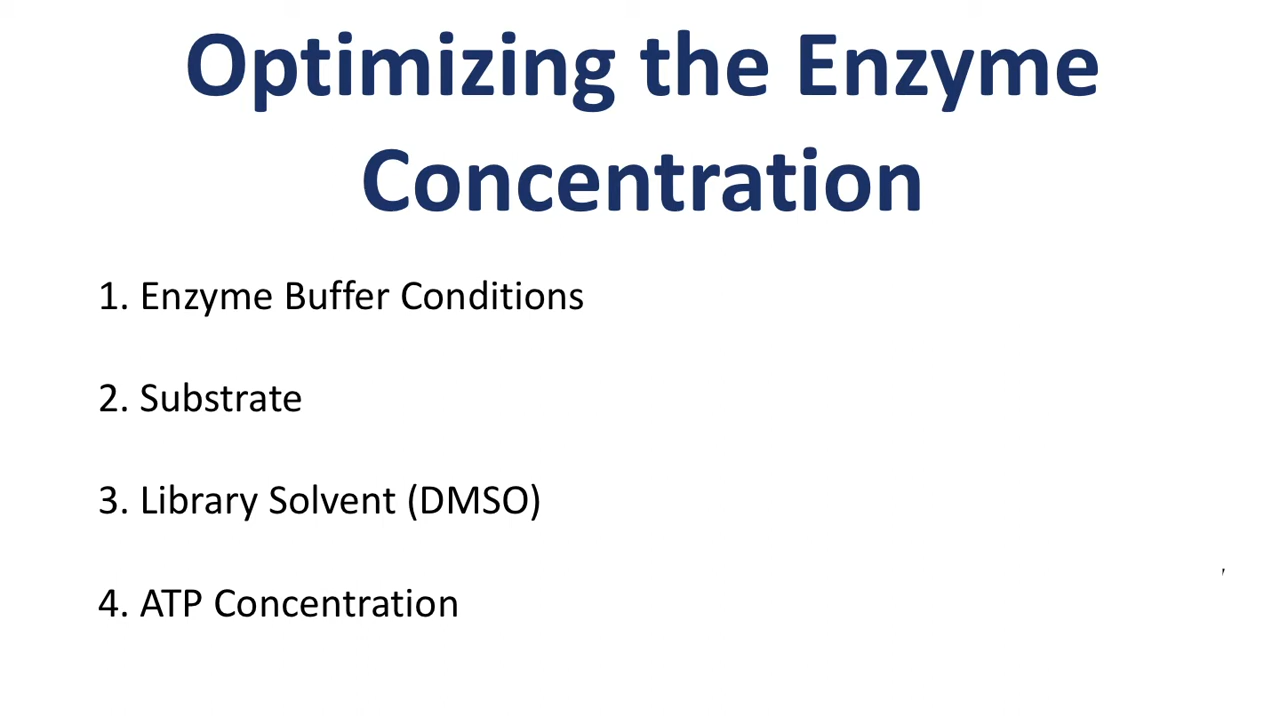 Optimizing the Enzyme
Concentration
1. Enzyme Buffer Conditions
2. Substrate
3. Library Solvent (DMSO)
4. ATP Concentration